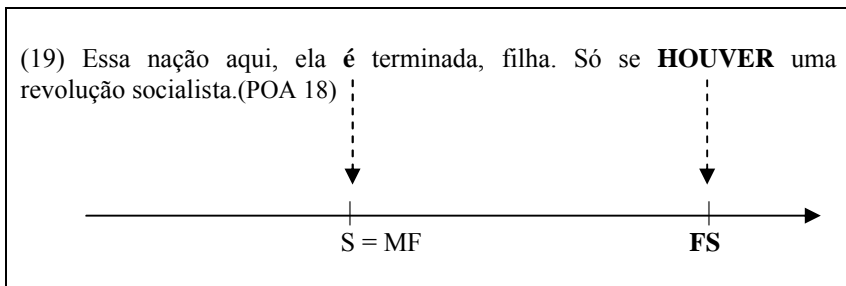 (19) Essa nação aqui, ela é terminada, filha. Só se HOUVER uma
revolução socialista.(POA 18)
S = MF FS